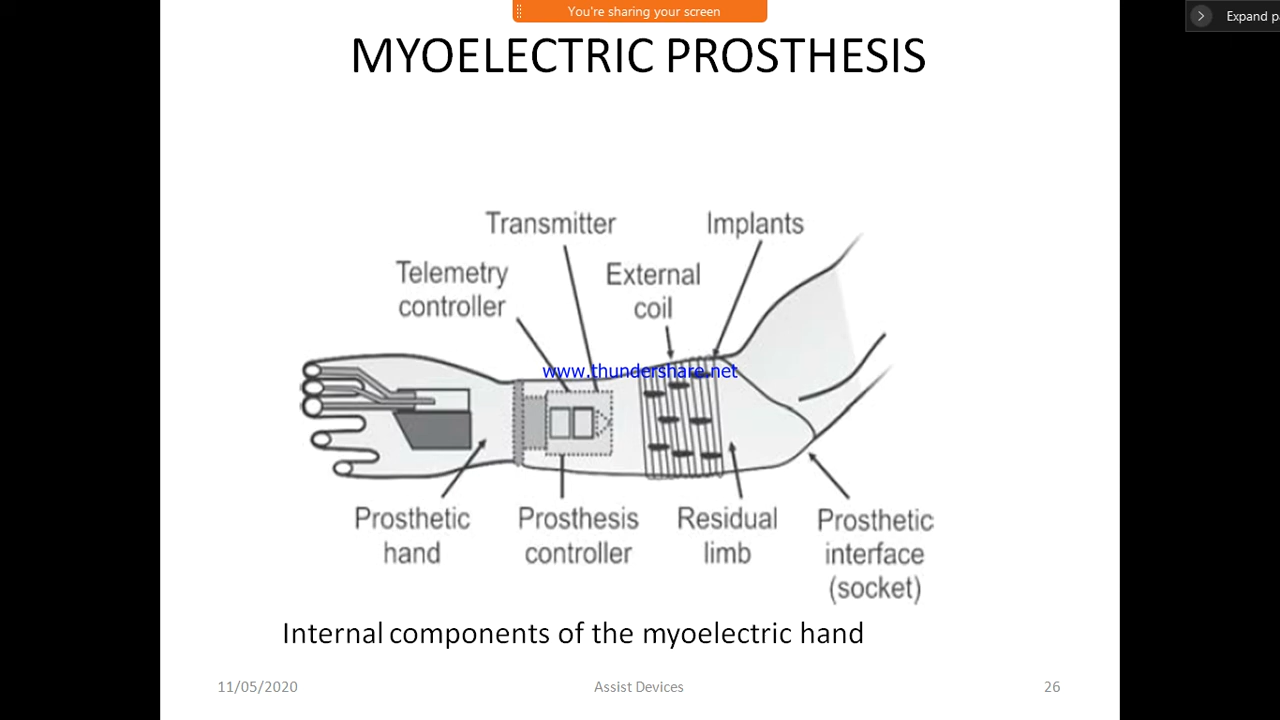 You're sharing your screen
Expand p
MYOELECTRIC PROSTHESIS
Transmitter
Implants
Telemetry
controller
External
coil
www.thundershare.net
Prosthetic
hand
Prosthesis
controller
Residual
limb
Prosthetic
interface
(socket)
Internal components of the myoelectric hand
11/05/2020
Assist Devices
26